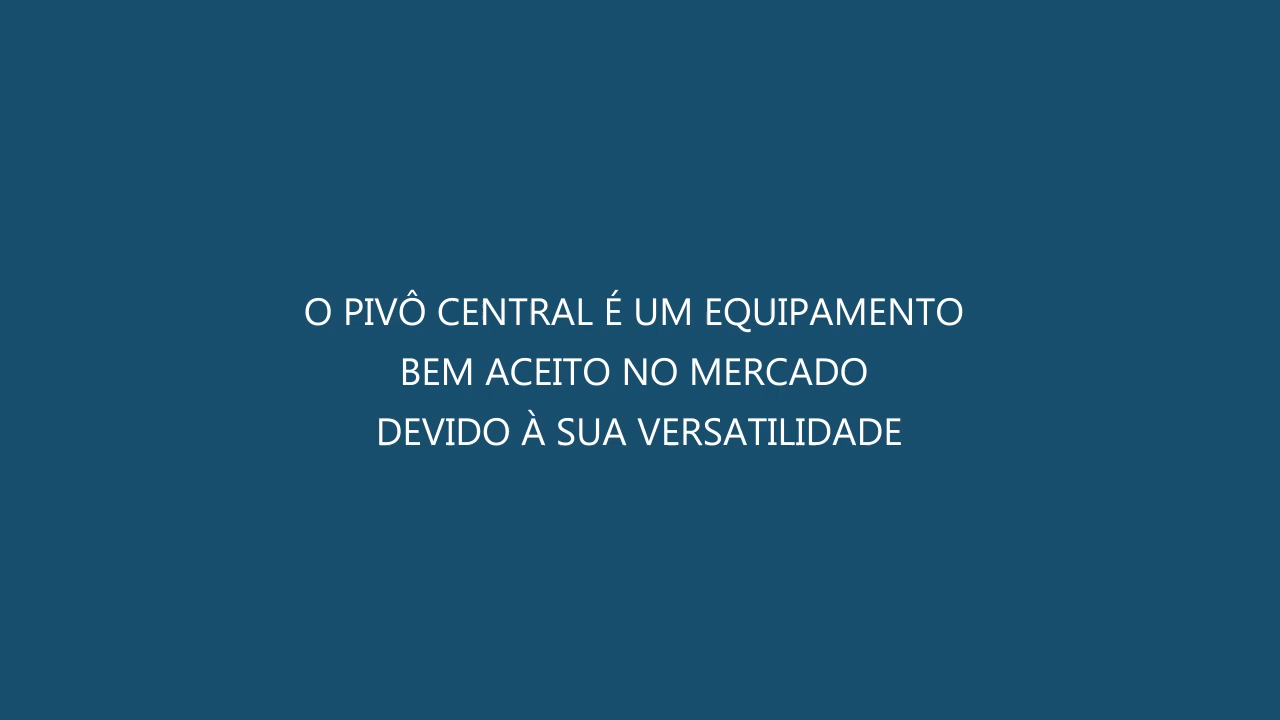 O PIVÔ CENTRAL É UM EQUIPAMENTO
BEM ACEITO NO MERCADO
DEVIDO À SUA VERSATILIDADE